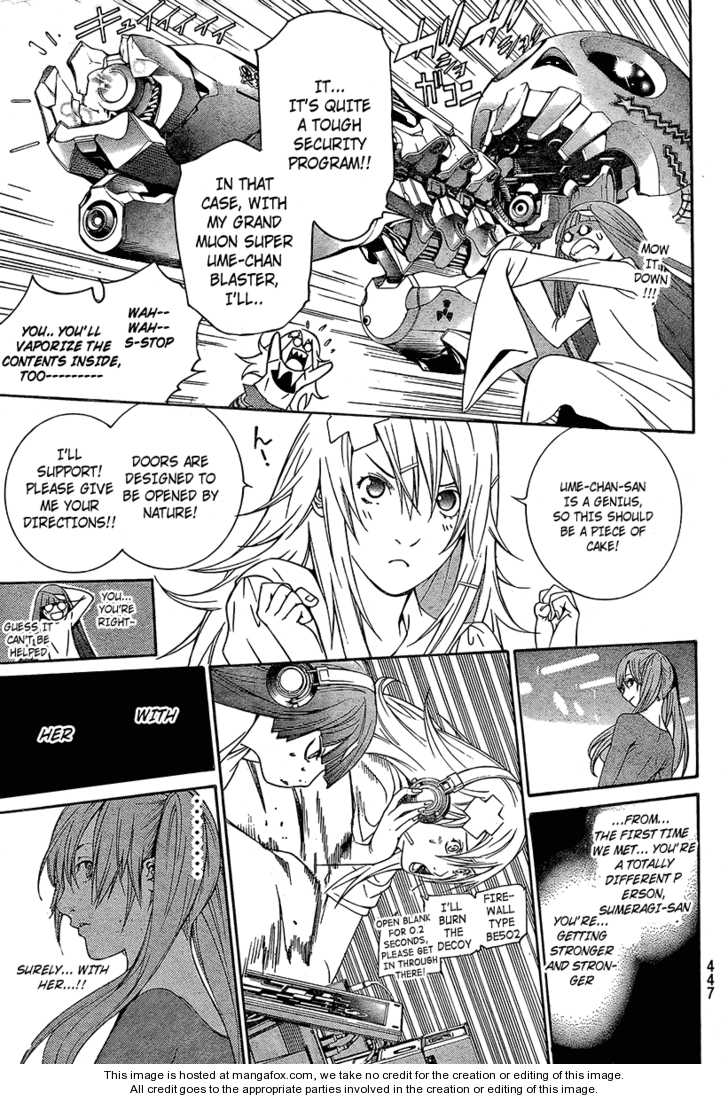 IT...
IT'S QUITE
A TOUGH
SECURITY
PROGRAM!!
IN THAT
CASE, WITH
MY GRAND
MUON SUPER
UME-CHAN
BLASTER,
I'LL..
MOW
IT
DOWN
!!!
WAH--
WAH--
S-STOP
YOU.. YOU'LL
VAPORIZE THE
CONTENTS INSIDE,
TOO---------
UME-CHAN-SAN
IS A GENIUS,
SO THIS SHOULD
BE A PIECE OF
CAKE!
DOORS ARE
DESIGNED TO
BE OPENED BY
NATURE!
I'LL
SUPPORT!
PLEASE GIVE
ME YOUR
DIRECTIONS!!
YOU...
YOU'RE
RIGHT~
GUESS IT
CAN'T BE
HELPED
...FROM...
THE FIRST TIME
WE MET... YOU'RE
A TOTALLY
DIFFERENT P
ERSON,
SUMERAGI-SAN
YOU'RE...
GETTING
STRONGER
AND STRON-
GER
FIRE-
WALL
TYPE
BE502
I'LL
BURN
THE
DECOY
OPEN BLANK
FOR 0.2
SECONDS,
PLEASE GET
IN THROUGH
THERE!
WITH
HER
SURELY... WITH
HER...!!
447
This image is hosted at mangafox.com, we take no credit for the creation or editing of this image.
All credit goes to the appropriate parties involved in the creation or editing of this image.